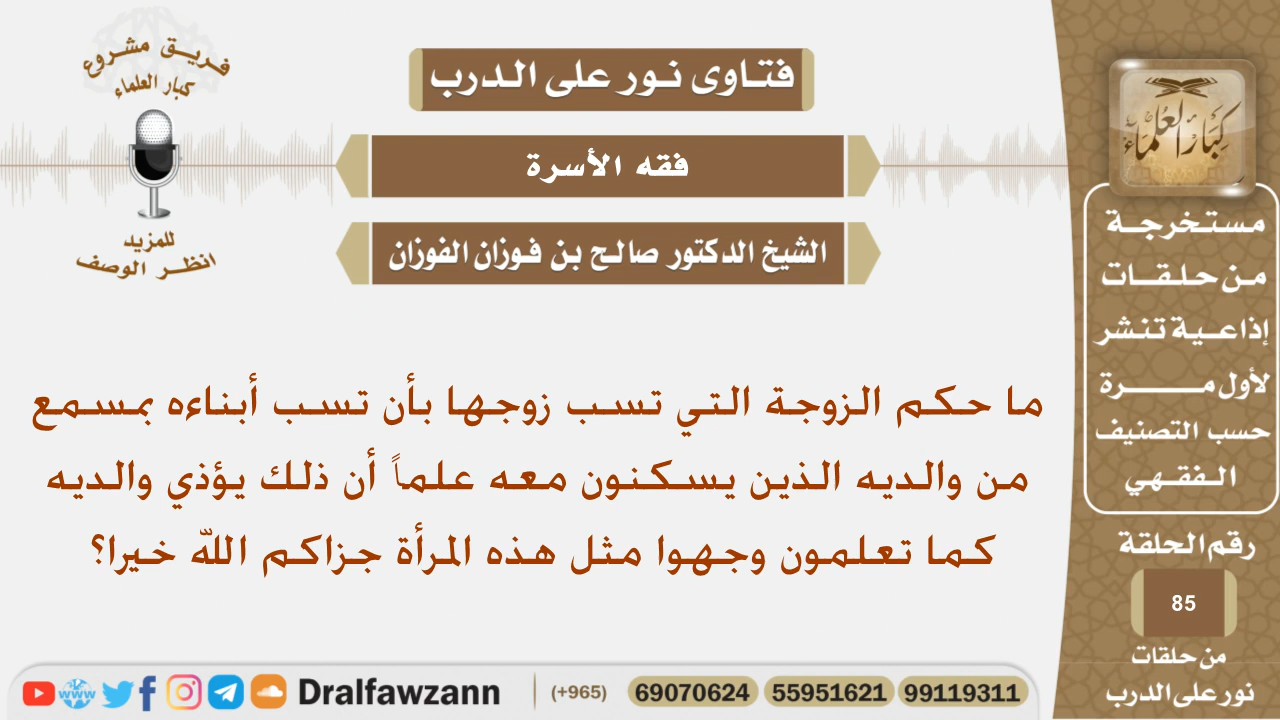 فريق مشروع
كبار العلماء
للمزيد
انظر الوصف
فتاوى نور على الدرب
فقه الأسرة
الشيخ الدكتور صالح بن فوزان الفوزان
ما حكم الزوجة التي تسب زوجها بأن تسب أبناءه بمسمع
من والديه الذين يسكنون معه علماً أن ذلك يؤذي والديه
كما تعلمون وجهوا مثل هذه المرأة جزاكم الله خيرا؟
كبار العلماء
مستخرجة
من حلقات
إذاعية تنشر
لأول مرة
حسب التصنيف
الفقهي
رقم الحلقة
85
من حلقات
نور على الدرب
www
Dralfawzann
(+965)
69070624
55951621
99119311